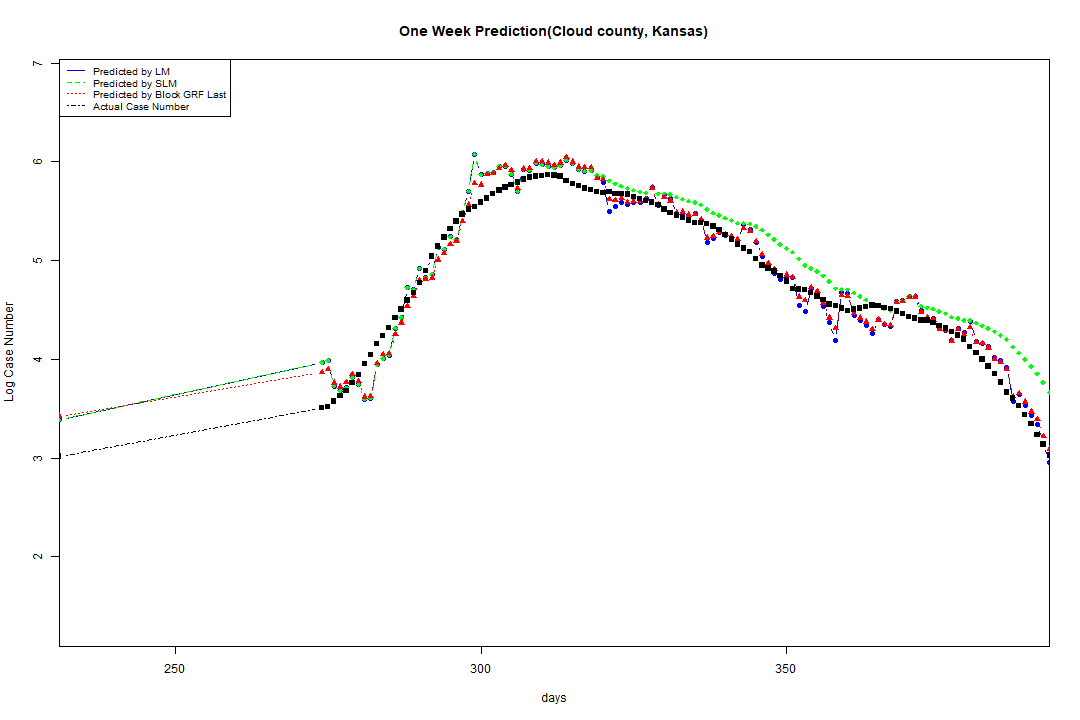 One Week Prediction(Cloud county, Kansas)
Predicted by LM
Predicted by SLM
Predicted by Block GRF Last
Actual Case Number
7
6
5
4
3
2
Log Case Number
250
300
350
days